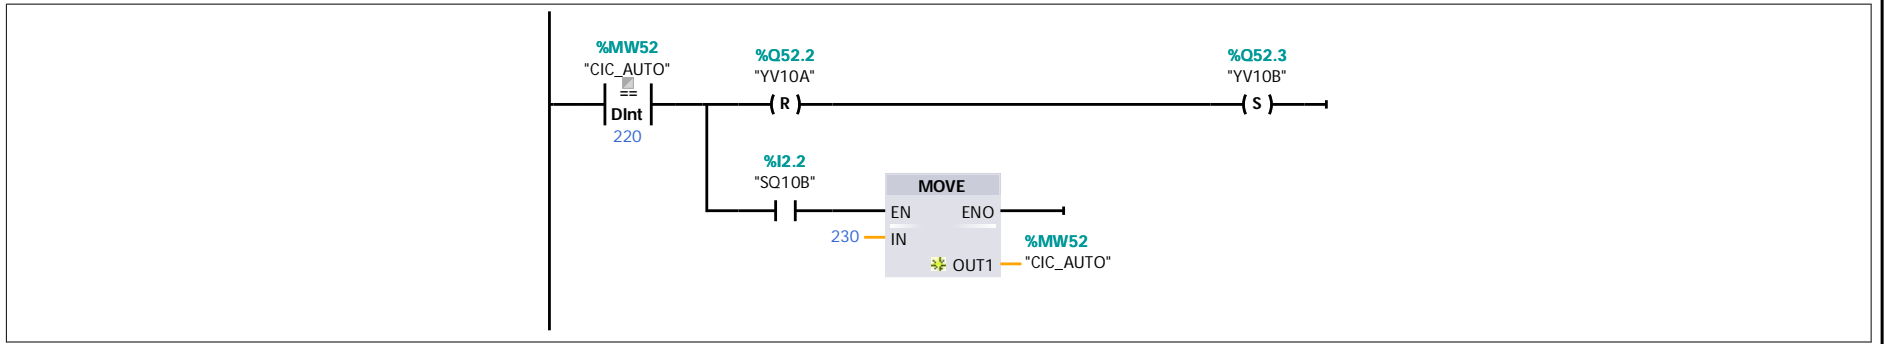 %MW52
"CIC_AUTO"
==
DInt
220
%Q52.2
"YV10A"
( R )
%Q52.3
"YV10B"
( S )
%I2.2
"SQ10B"
MOVE
EN ENO
230 IN
OUT1
%MW52
"CIC_AUTO"